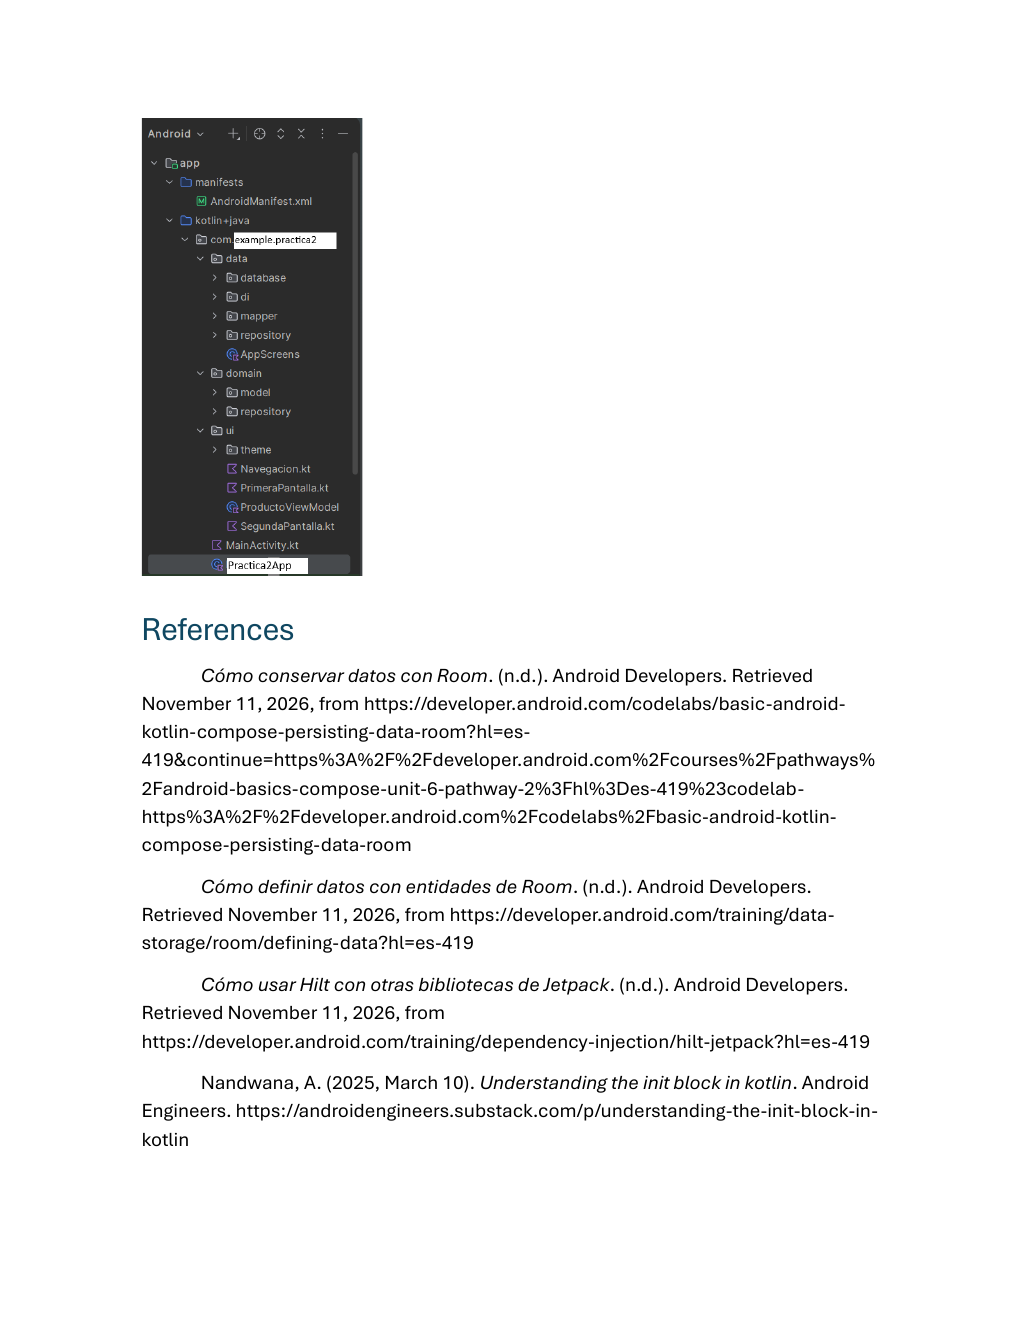 Android
app
manifests
AndroidManifest.xml
kotlin+java
com.example.practica2
data
database
di
mapper
repository
AppScreens
domain
model
repository
ui
theme
Navegacion.kt
PrimeraPantalla.kt
ProductoViewModel
SegundaPantalla.kt
MainActivity.kt
Practica2App
References
Cómo conservar datos con Room. (n.d.). Android Developers. Retrieved
November 11, 2026, from https://developer.android.com/codelabs/basic-android-
kotlin-compose-persisting-data-room?hl=es-
419&continue=https%3A%2F%2Fdeveloper.android.com%2Fcourses%2Fpathways%
2Fandroid-basics-compose-unit-6-pathway-2%3Fhl%3Des-419%23codelab-
https%3A%2F%2Fdeveloper.android.com%2Fcodelabs%2Fbasic-android-kotlin-
compose-persisting-data-room
Cómo definir datos con entidades de Room. (n.d.). Android Developers.
Retrieved November 11, 2026, from https://developer.android.com/training/data-
storage/room/defining-data?hl=es-419
Cómo usar Hilt con otras bibliotecas de Jetpack. (n.d.). Android Developers.
Retrieved November 11, 2026, from
https://developer.android.com/training/dependency-injection/hilt-jetpack?hl=es-419
Nandwana, A. (2025, March 10). Understanding the init block in kotlin. Android
Engineers. https://androidengineers.substack.com/p/understanding-the-init-block-in-
kotlin